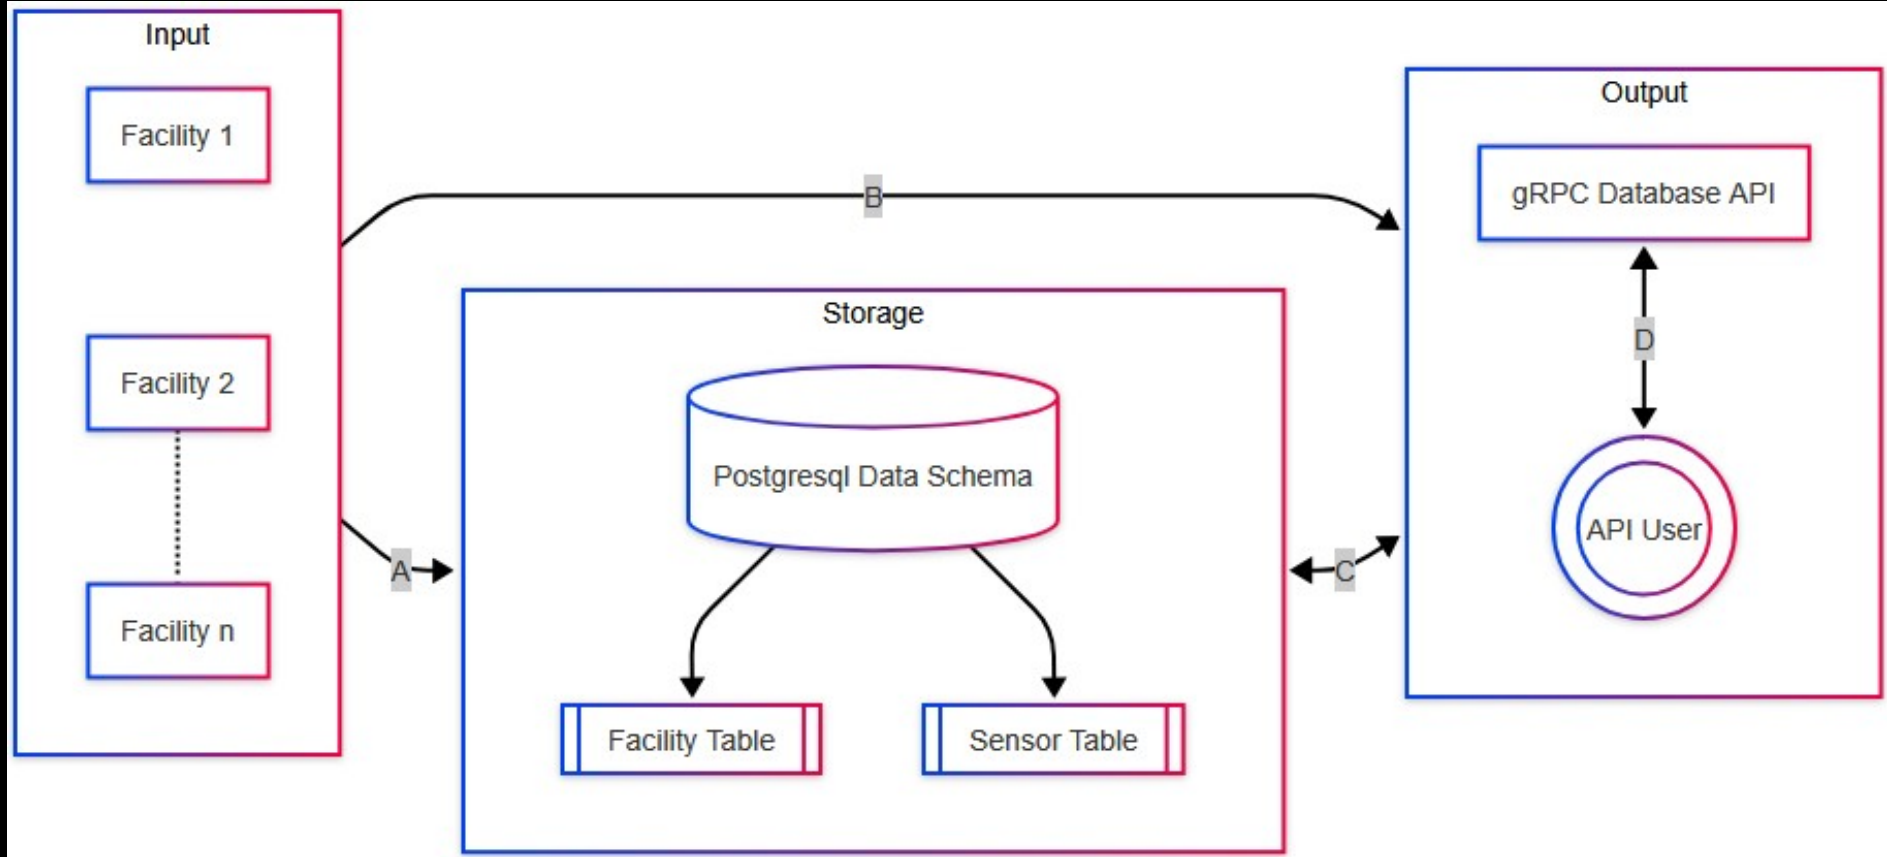 Input
Facility 1
Facility 2
Facility n
A
B
Storage
Postgresql Data Schema
Facility Table
Sensor Table
C
Output
gRPC Database API
D
API User